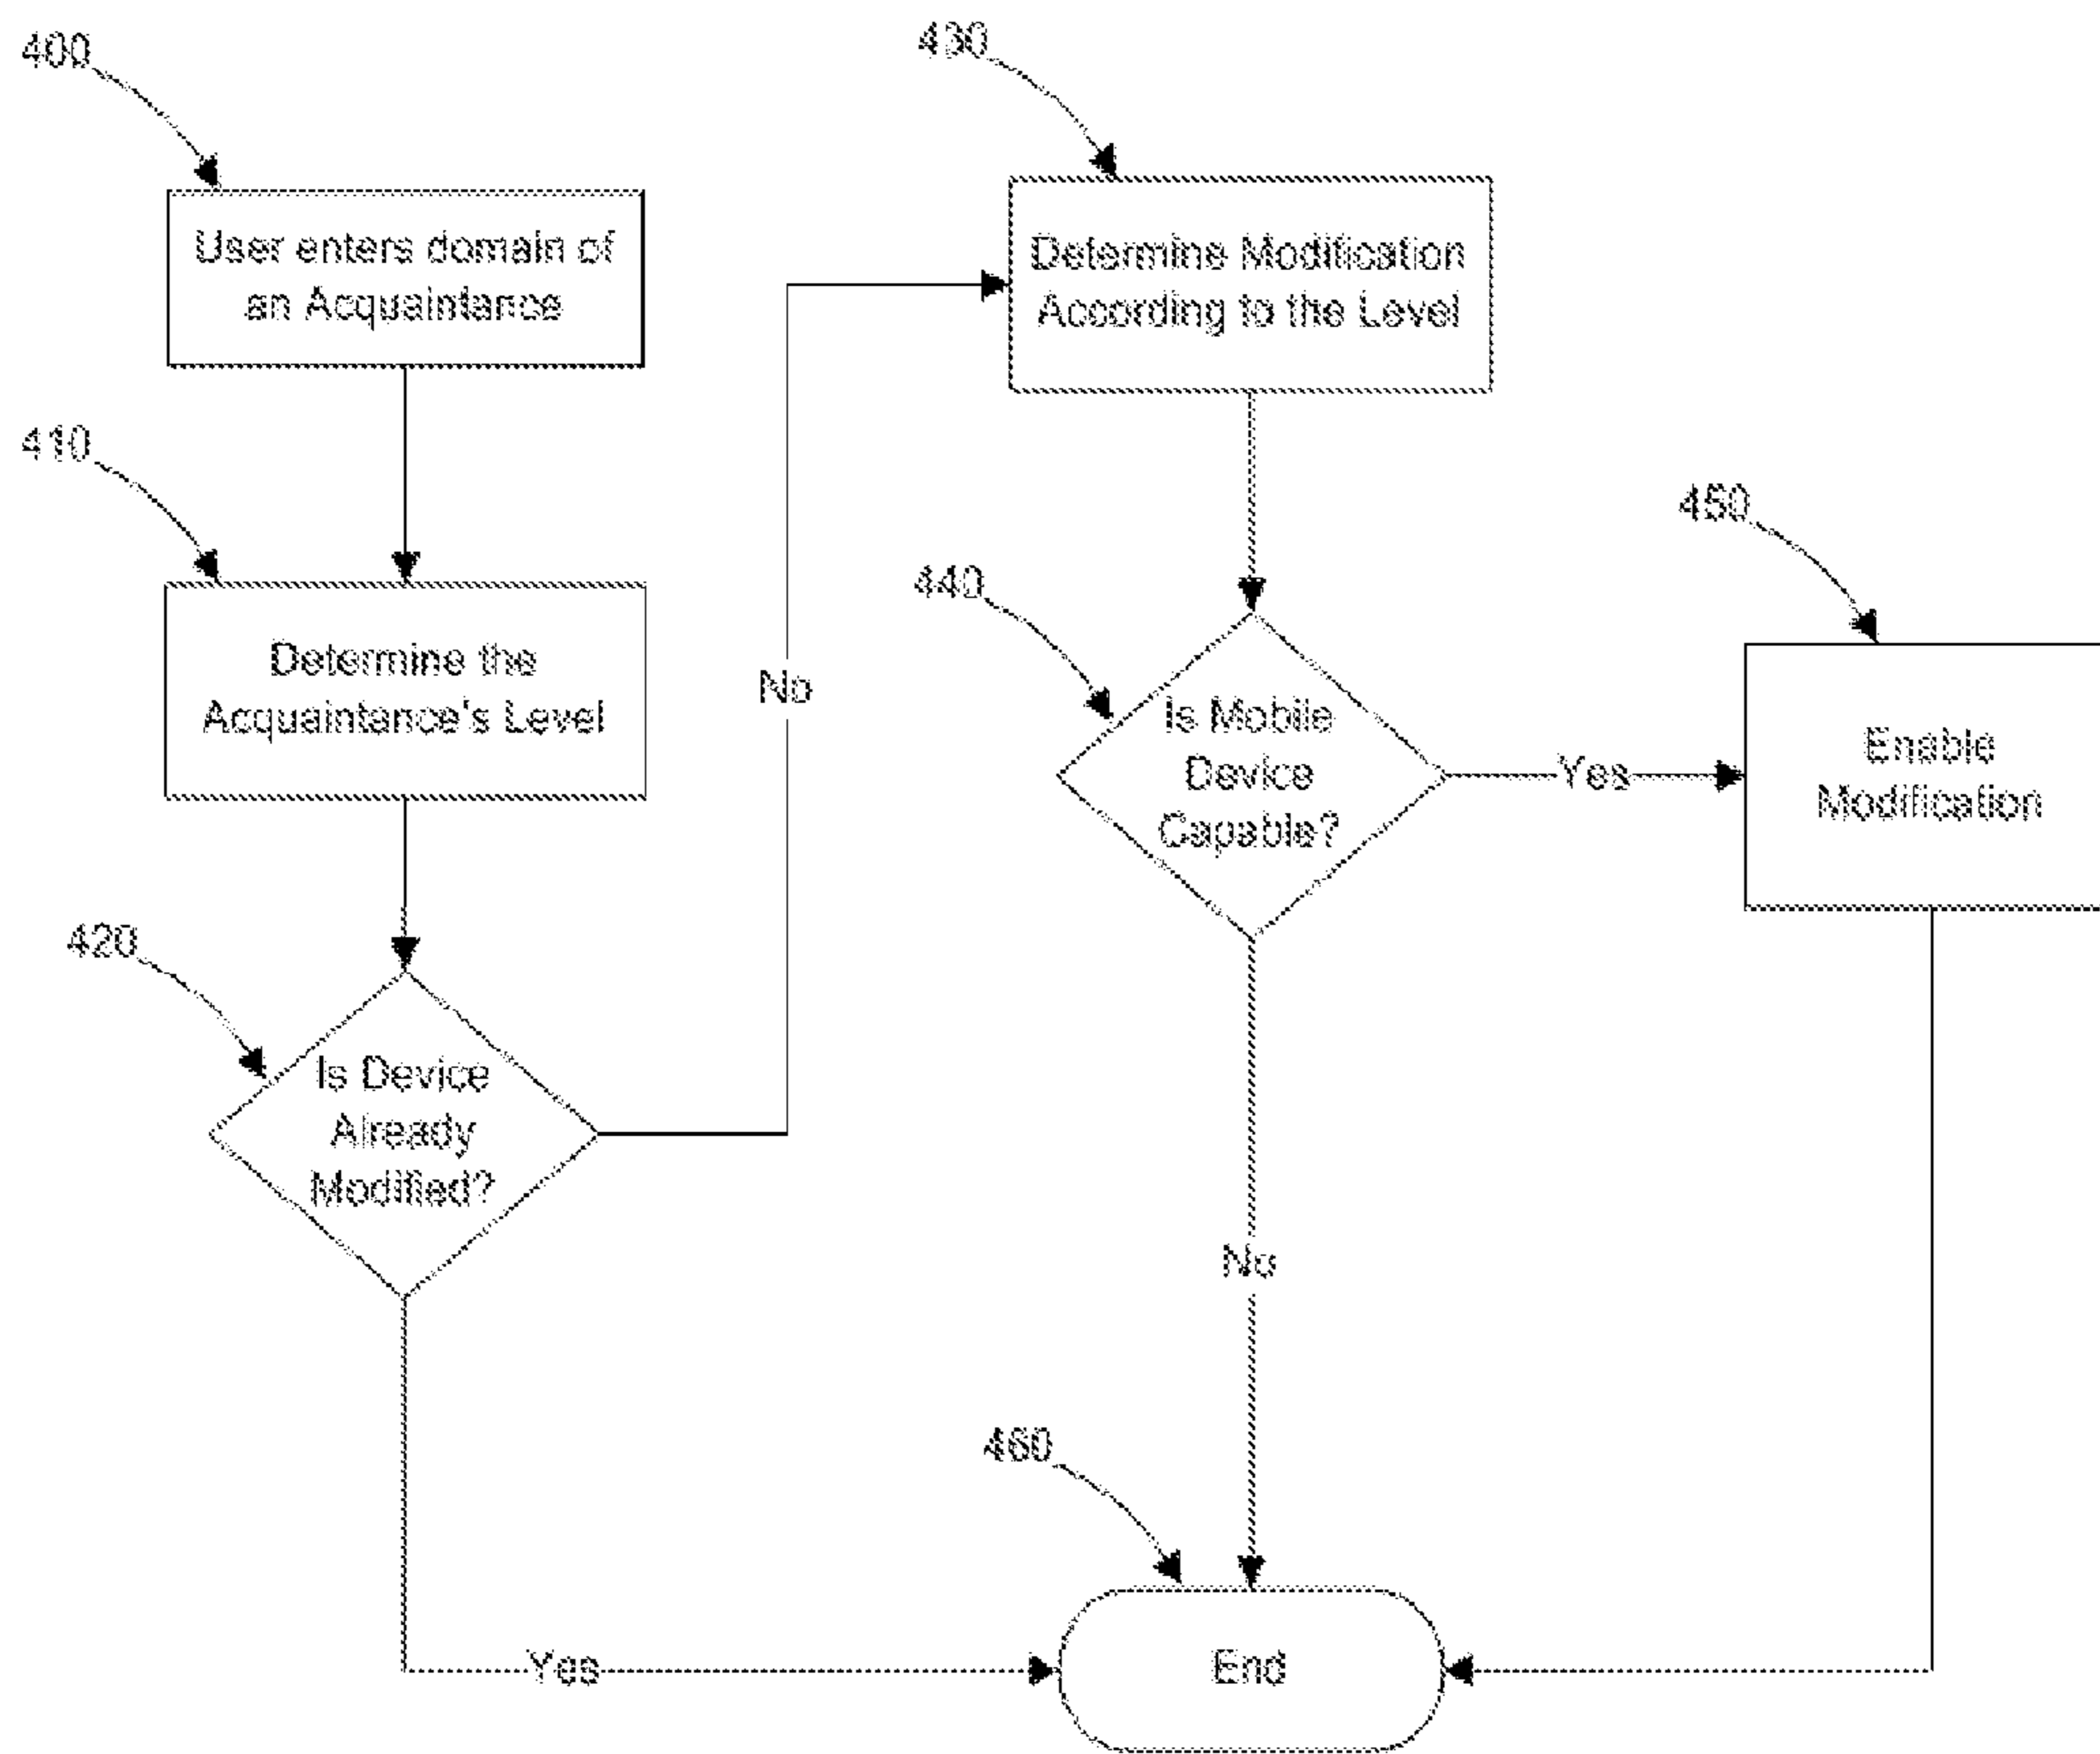 400
User enters domain of
an Acquaintance
410
Determine the
Acquaintance's Level
420
Is Device
Already
Modified?
No
Yes
430
Determine Modification
According to the Level
440
Is Mobile
Device
Capable?
Yes
No
450
Enable
Modification
460
End